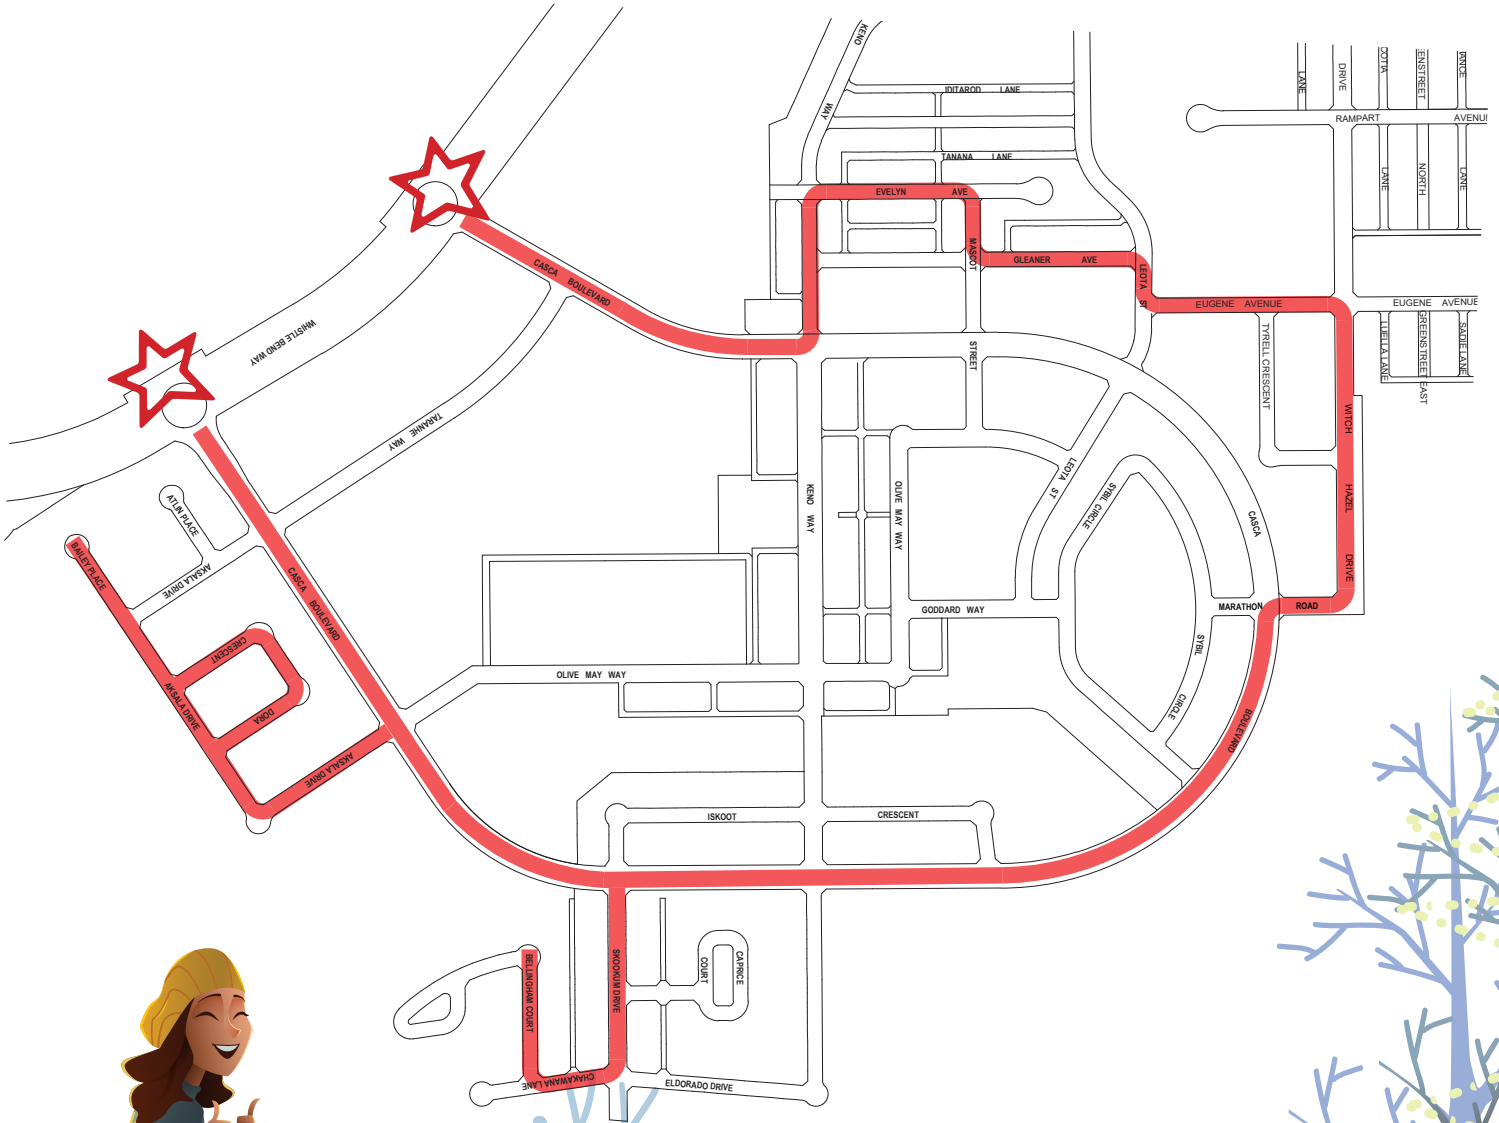 KENO
WAY
IDITAROD LANE
TANANA LANE
EVELYN AVE
MASCOT
STREET
GLEANER AVE
LEOTA ST
EUGENE AVENUE
EUGENE AVENUE
LANE
DRIVE
RAMPART
LANE
NORTH
LANE
TYRELL CRESCENT
LUELLA LANE
GREENSTREET EAST
SADIE LANE
WITCH HAZEL DRIVE
CASCA BOULEVARD
WHISTLE BEND WAY
TARAHNE WAY
ATLIN PLACE
BAILEY PLACE
AKSALA DRIVE
CASCA BOULEVARD
CRESCENT
DORA
AKSALA DRIVE
AKSALA DRIVE
KENO WAY
OLIVE MAY WAY
LEOTA ST
SYBIL CIRCLE
CASCA
GODDARD WAY
MARATHON ROAD
SYBIL
CIRCLE
BOULEVARD
OLIVE MAY WAY
ISKOOT CRESCENT
BELLINGHAM COURT
SKOOKUM DRIVE
COURT
CAPRICE
CHAKAWANA LANE
ELDORADO DRIVE